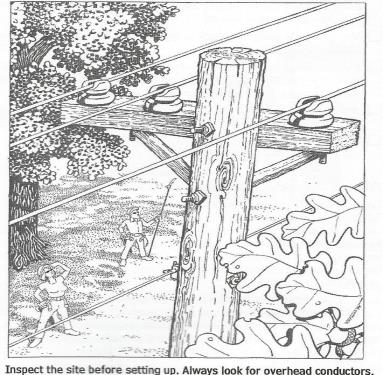 Inspect the site before setting up. Always look for overhead conductors.